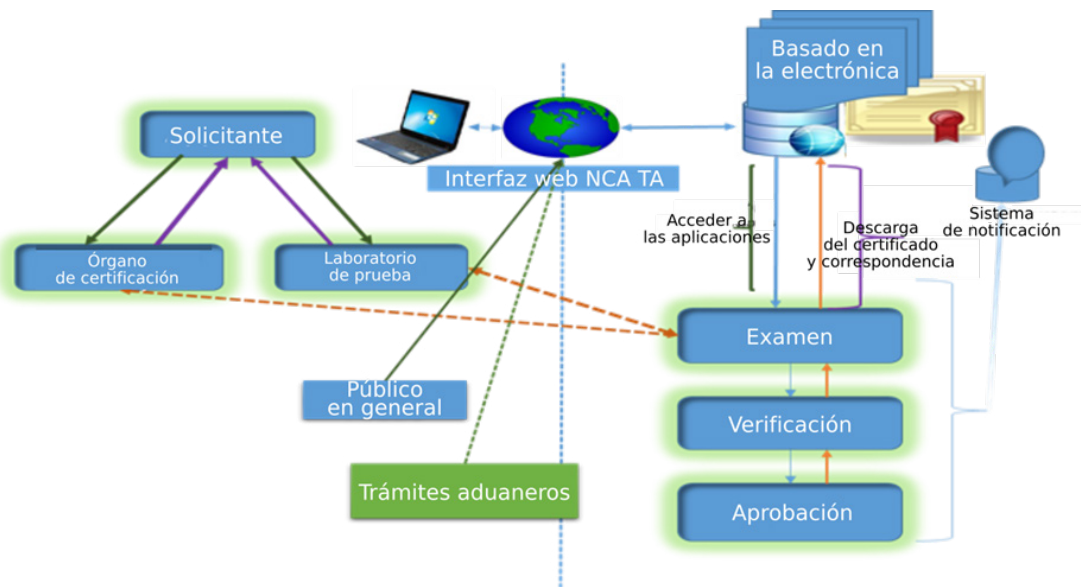 Basado en
la electrónica
Solicitante
Interfaz web NCA TA
Acceder a
las aplicaciones
Descarga
del certificado
y correspondencia
Sistema
de notificación
Órgano
de certificación
Laboratorio
de prueba
Examen
Público
en general
Verificación
Trámites aduaneros
Aprobación